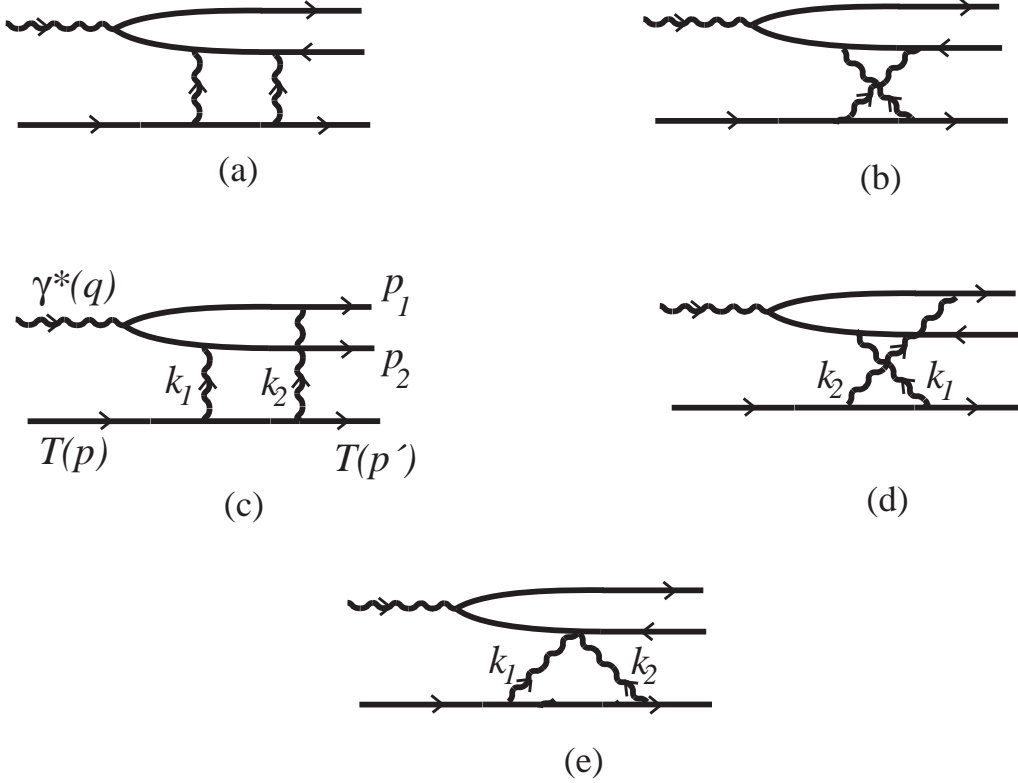 (a)
(b)
γ*(q)
p₁
p₂
k₁
k₂
T(p)
T(p´)
(c)
k₂
k₁
(d)
k₁
k₂
(e)